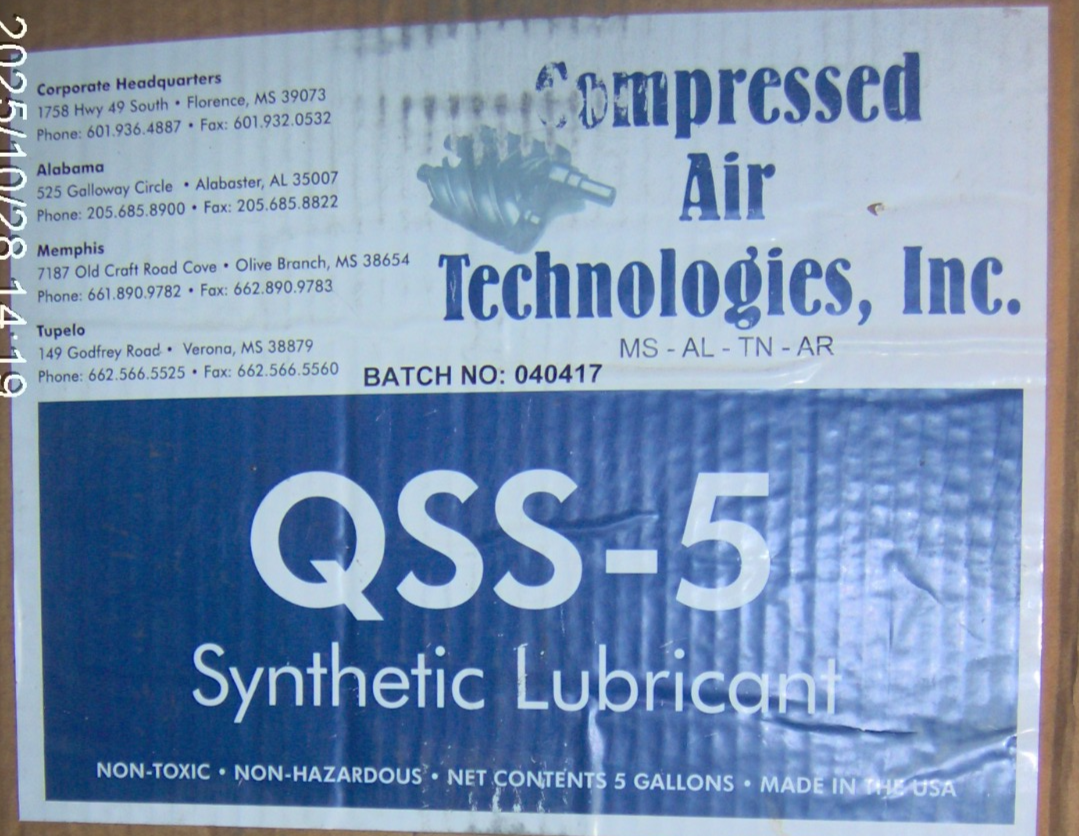 2025/10/28 14:19
Corporate Headquarters
1758 Hwy 49 South • Florence, MS 39073
Phone: 601.936.4887 • Fax: 601.932.0532
Alabama
525 Galloway Circle • Alabaster, AL 35007
Phone: 205.685.8900 • Fax: 205.685.8822
Memphis
7187 Old Craft Road Cove • Olive Branch, MS 38654
Phone: 661.890.9782 • Fax: 662.890.9783
Tupelo
149 Godfrey Road • Verona, MS 38879
Phone: 662.566.5525 • Fax: 662.566.5560
Compressed
Air
Technologies, Inc.
MS - AL - TN - AR
BATCH NO: 040417
QSS-5
Synthetic Lubricant
NON-TOXIC • NON-HAZARDOUS • NET CONTENTS 5 GALLONS • MADE IN THE USA